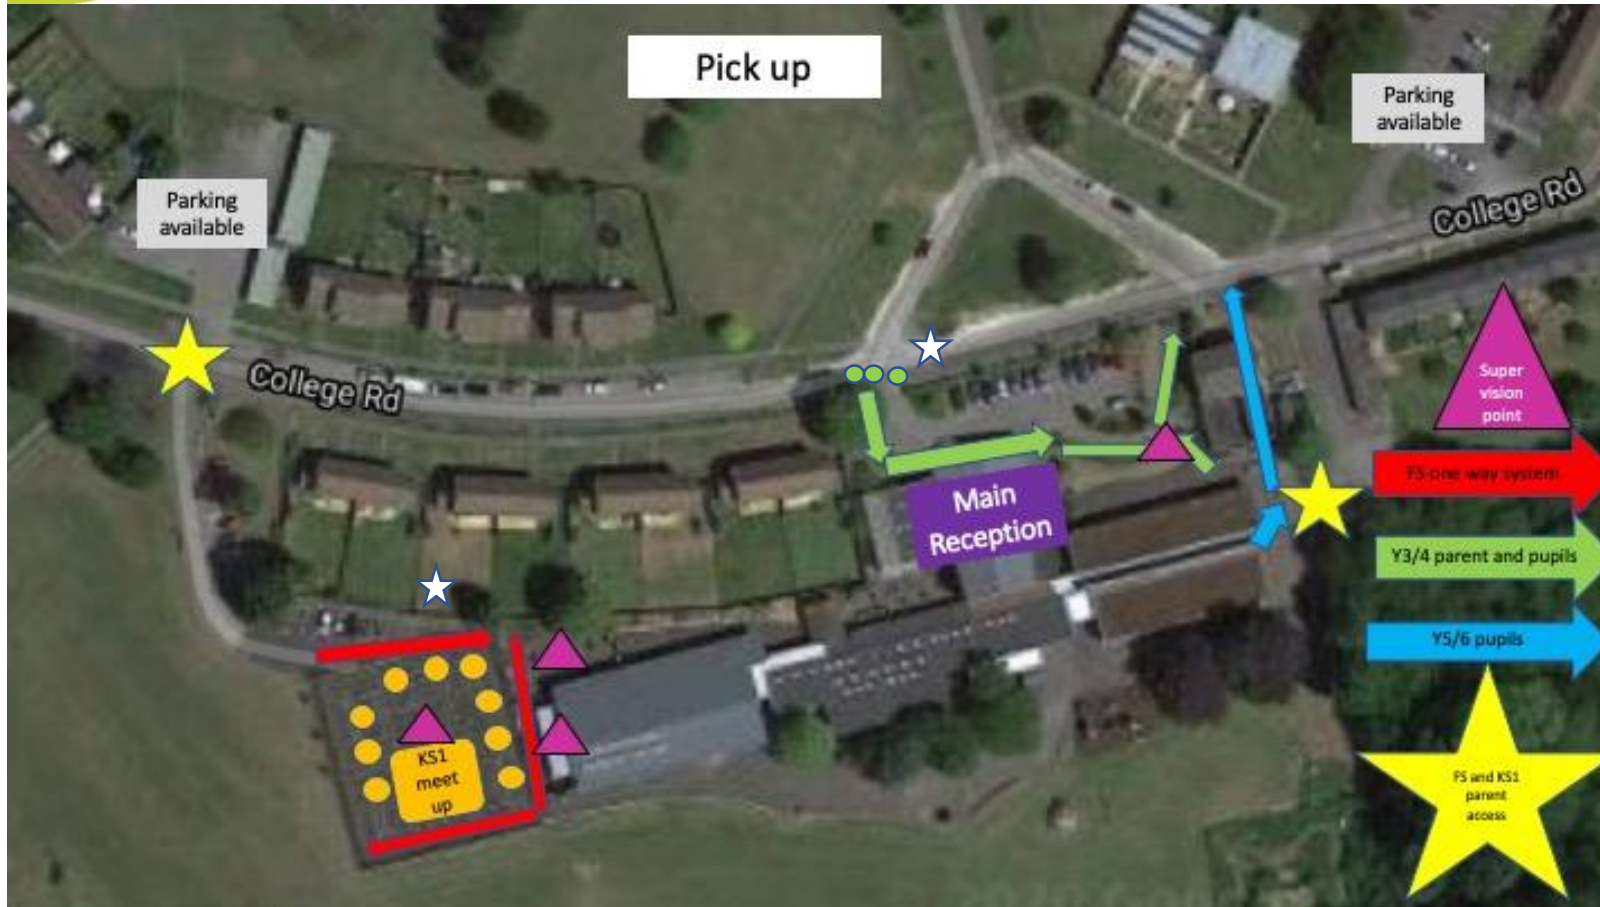 Pick up
Parking
available
Parking
available
College Rd
College Rd
Super
vision
point
FS one way system
Main
Reception
Y3/4 parent and pupils
Y5/6 pupils
KS1
meet
up
FS and KS1
parent
access